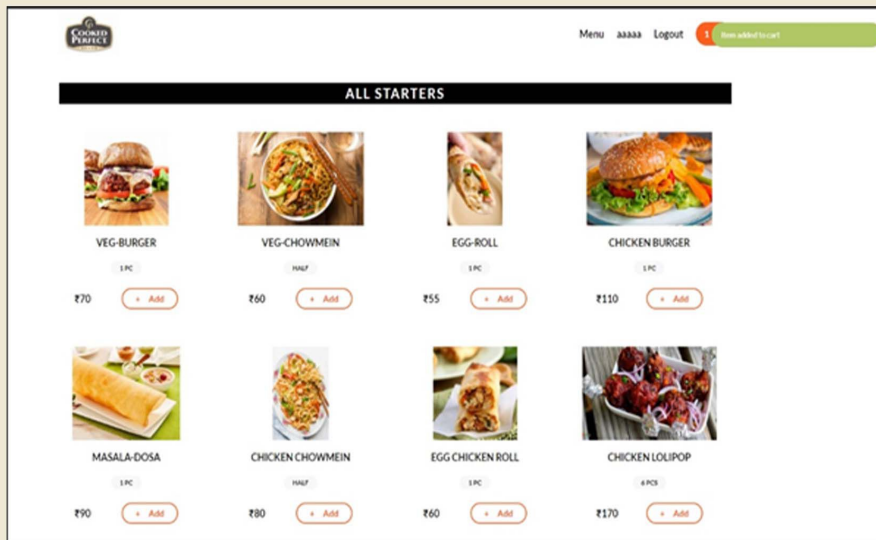 COOKED
PERFECT
Menu aaaaa Logout 1 Item added to cart
ALL STARTERS
VEG-BURGER VEG-CHOWMEIN EGG-ROLL CHICKEN BURGER
1 PC HALF 1 PC 1 PC
₹70 + Add ₹60 + Add ₹55 + Add ₹110 + Add
MASALA-DOSA CHICKEN CHOWMEIN EGG CHICKEN ROLL CHICKEN LOLIPOP
1 PC HALF 1 PC 6 PCS
₹90 + Add ₹80 + Add ₹60 + Add ₹170 + Add